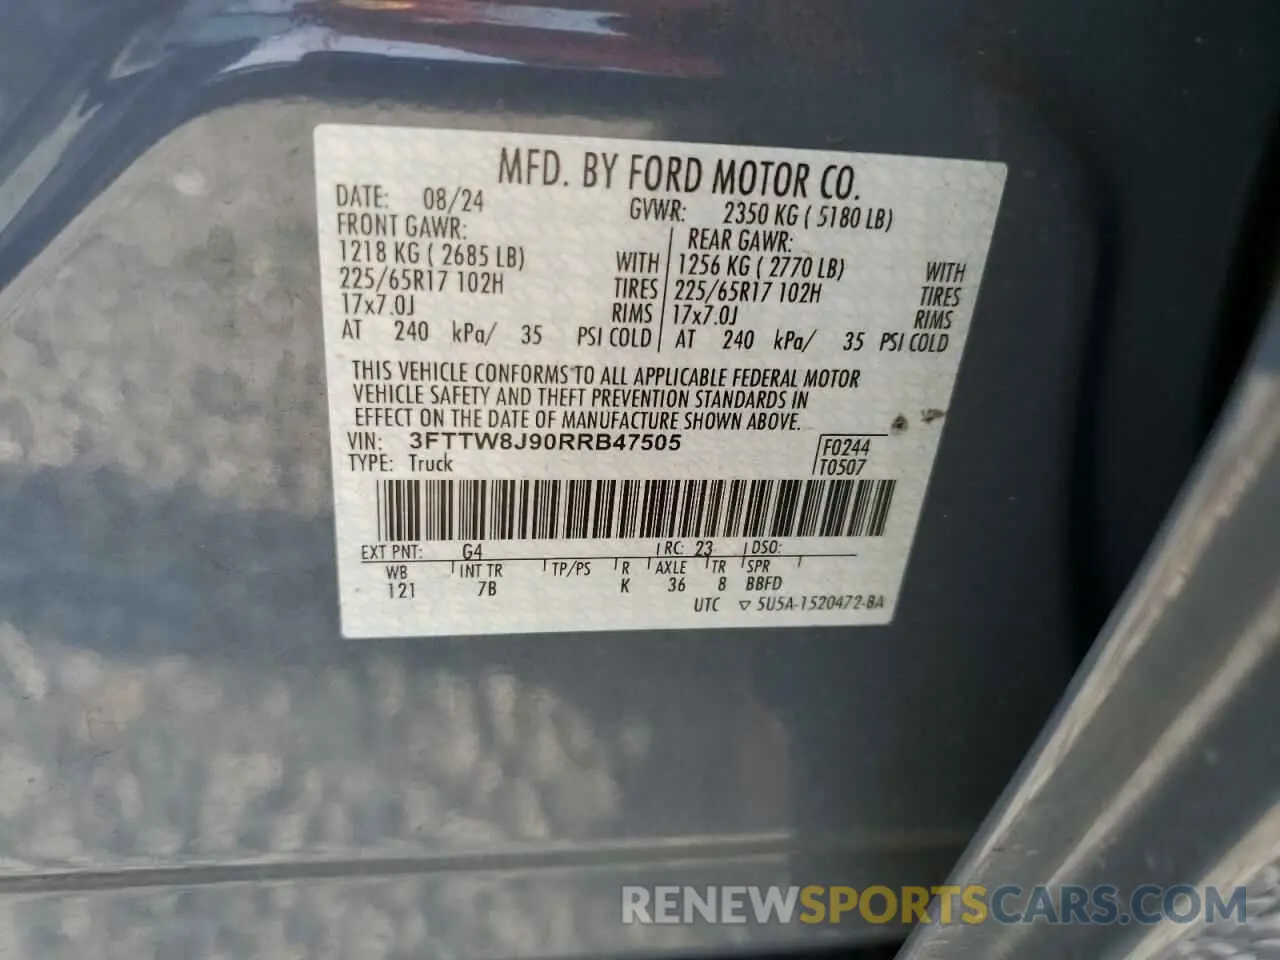 MFD. BY FORD MOTOR CO.
DATE: 08/24 GVWR: 2350 KG ( 5180 LB)
FRONT GAWR: REAR GAWR:
1218 KG ( 2685 LB) WITH 1256 KG ( 2770 LB) WITH
225/65R17 102H TIRES 225/65R17 102H TIRES
17x7.0J RIMS 17x7.0J RIMS
AT 240 kPa/ 35 PSI COLD AT 240 kPa/ 35 PSI COLD
THIS VEHICLE CONFORMS TO ALL APPLICABLE FEDERAL MOTOR
VEHICLE SAFETY AND THEFT PREVENTION STANDARDS IN
EFFECT ON THE DATE OF MANUFACTURE SHOWN ABOVE.
VIN: 3FTTW8J90RRB47505 F0244
TYPE: Truck T0507
EXT PNT: G4 RC: 23 DSO:
WB INT TR TP/PS R AXLE TR SPR
121 7B K 36 8 BBFD
UTC ▽ 5U5A-1520472-BA
RENEWSPORTSCARS.COM